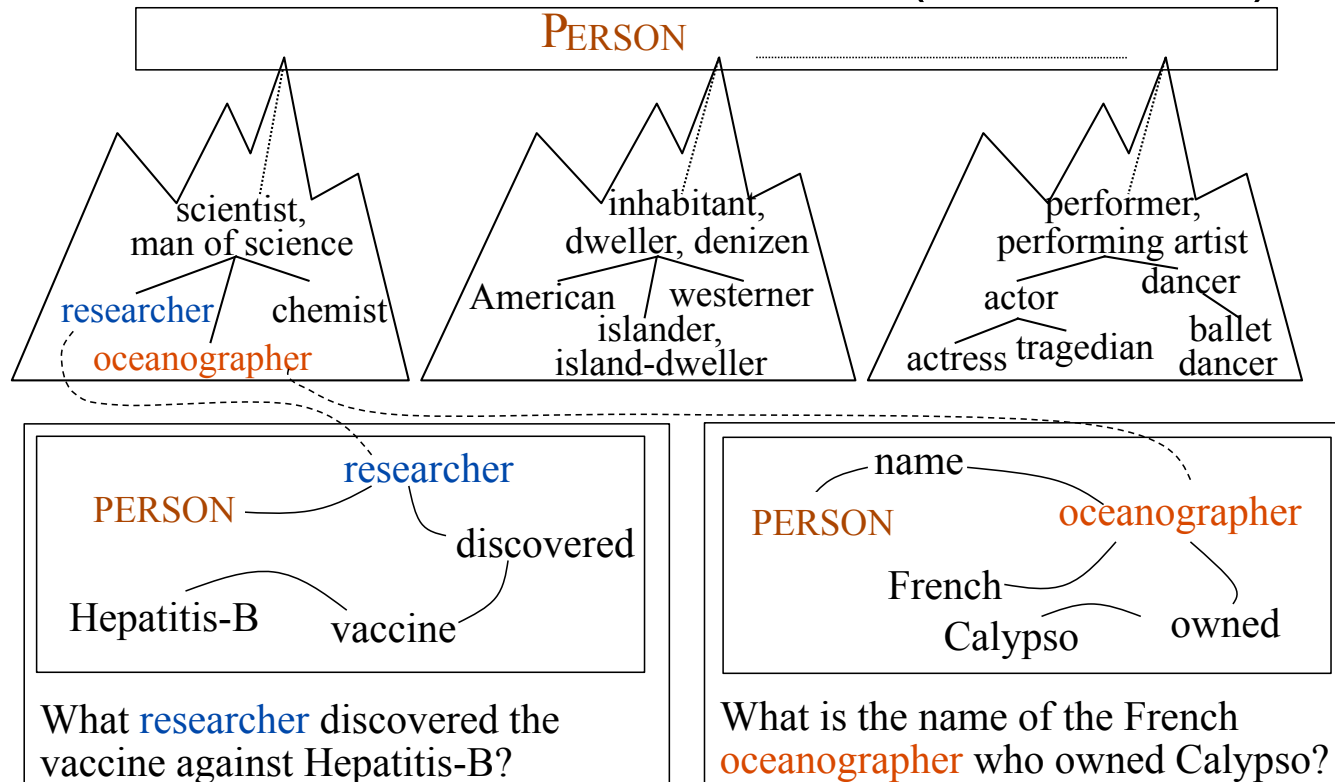 PERSON
scientist,
man of science
researcher
chemist
oceanographer
inhabitant,
dweller, denizen
American
westerner
islander,
island-dweller
performer,
performing artist
actor
dancer
actress
tragedian
ballet
dancer
researcher
PERSON
discovered
Hepatitis-B
vaccine
What researcher discovered the
vaccine against Hepatitis-B?
name
PERSON
oceanographer
French
Calypso
owned
What is the name of the French
oceanographer who owned Calypso?